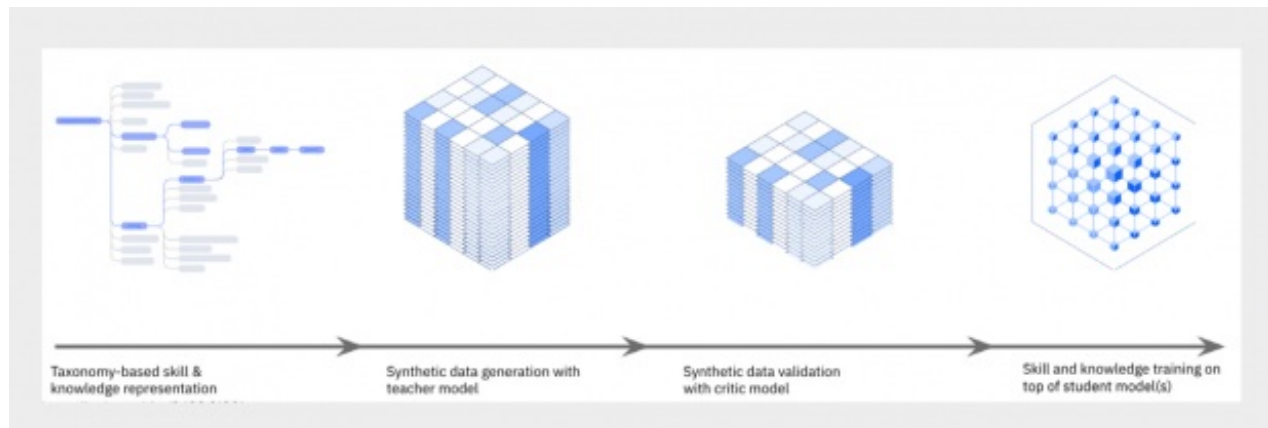 Taxonomy-based skill &
knowledge representation
Synthetic data generation with
teacher model
Synthetic data validation
with critic model
Skill and knowledge training on
top of student model(s)